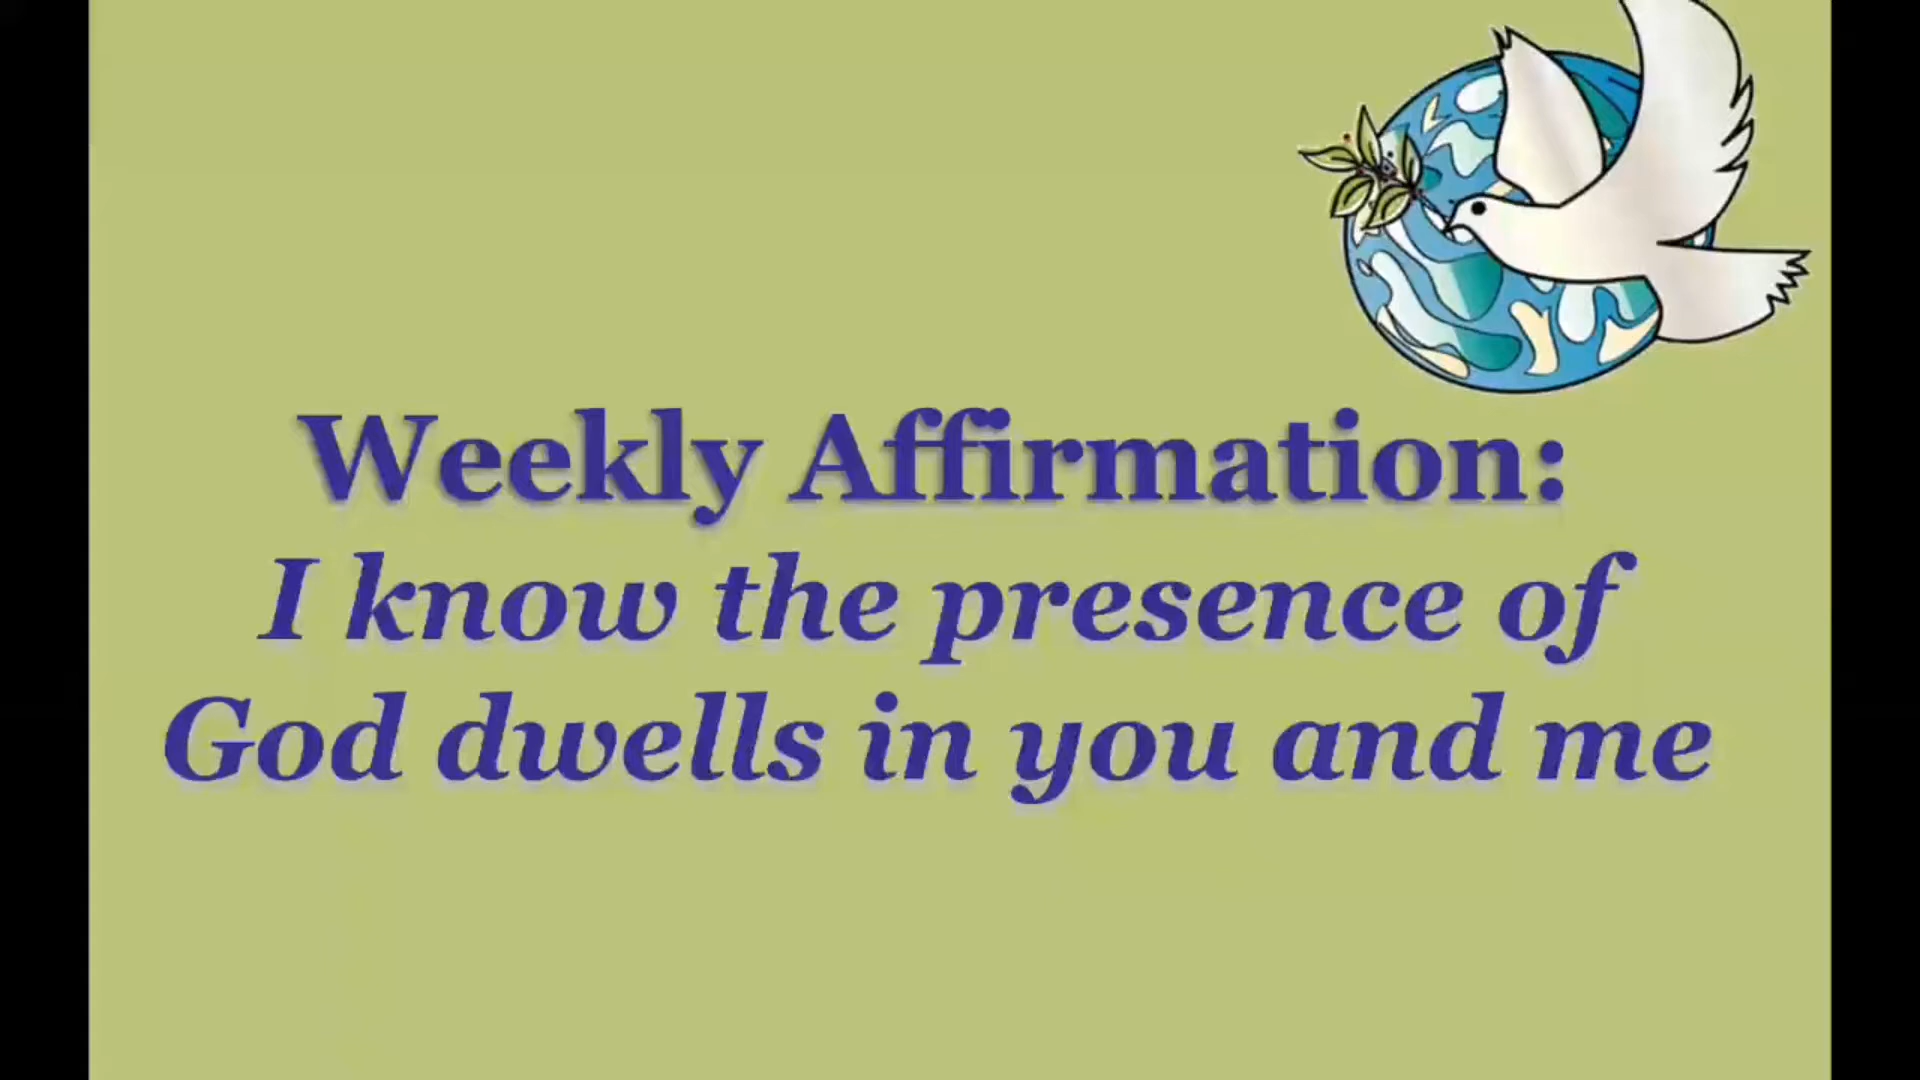 Weekly Affirmation:
I know the presence of
God dwells in you and me